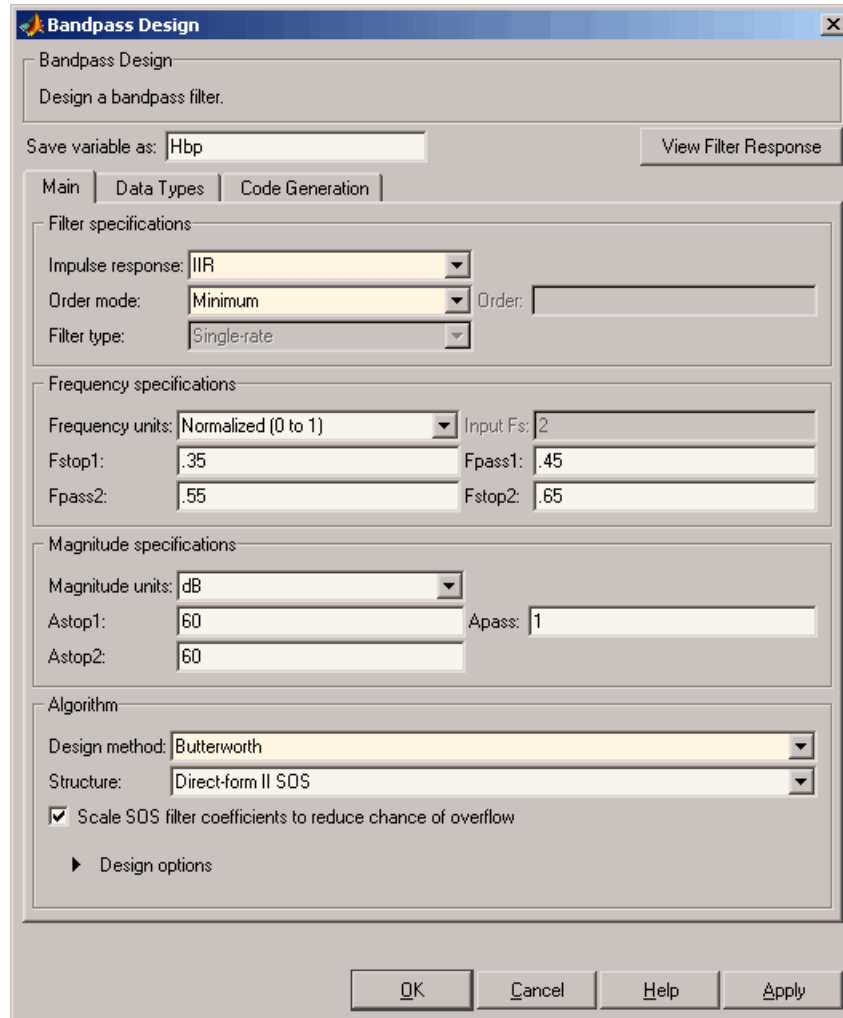 Bandpass Design
Bandpass Design
Design a bandpass filter.
Save variable as: Hbp View Filter Response
Main Data Types Code Generation
Filter specifications
Impulse response: IIR
Order mode: Minimum Order:
Filter type: Single-rate
Frequency specifications
Frequency units: Normalized (0 to 1) Input Fs: 2
Fstop1: .35 Fpass1: .45
Fpass2: .55 Fstop2: .65
Magnitude specifications
Magnitude units: dB
Astop1: 60 Apass: 1
Astop2: 60
Algorithm
Design method: Butterworth
Structure: Direct-form II SOS
Scale SOS filter coefficients to reduce chance of overflow
Design options
OK Cancel Help Apply